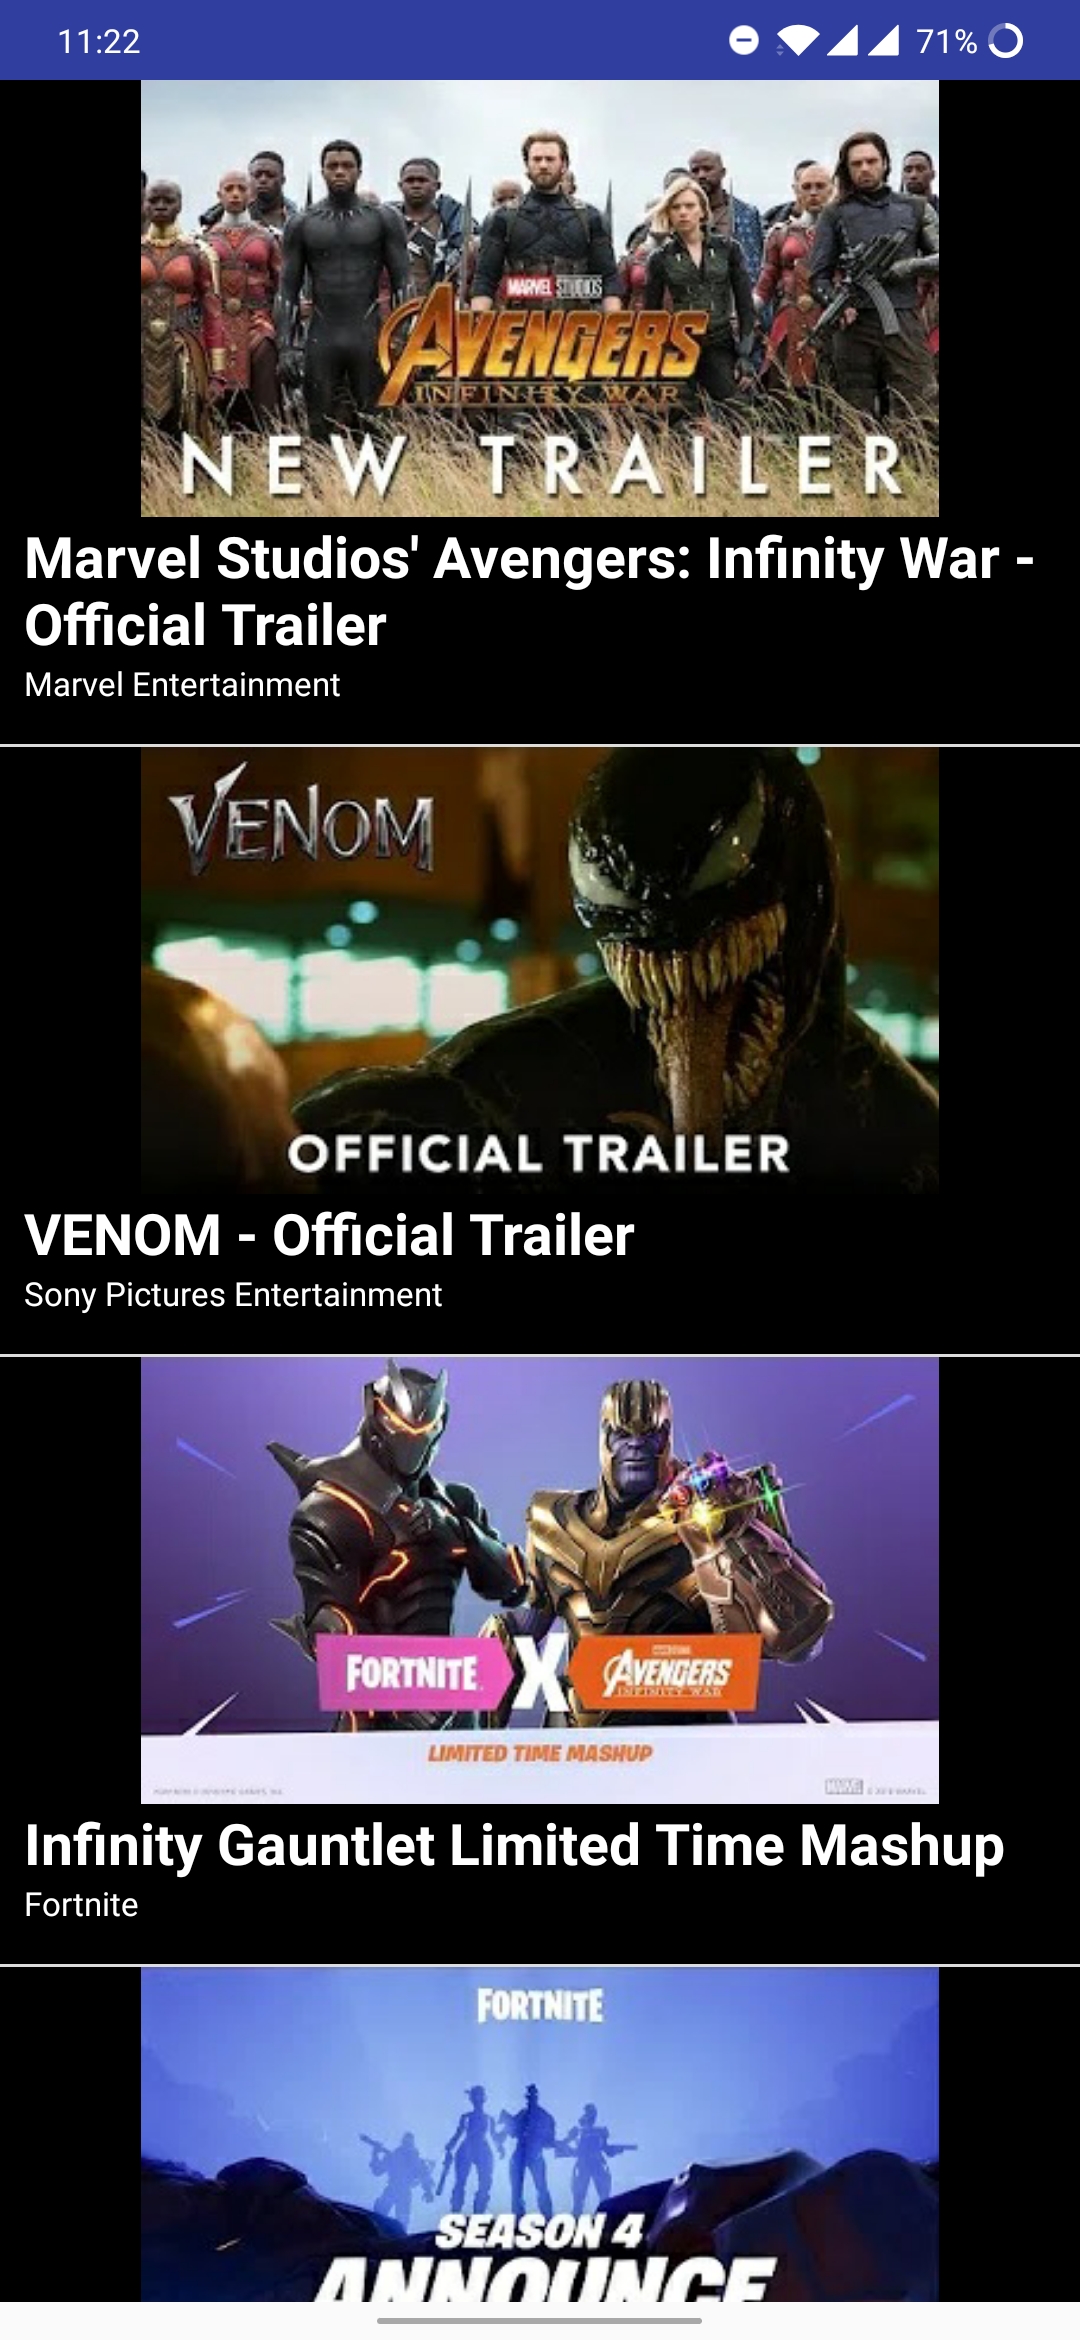 11:22
71%
MARVEL STUDIOS
AVENGERS
INFINITY WAR
NEW TRAILER
Marvel Studios' Avengers: Infinity War -
Official Trailer
Marvel Entertainment
VENOM
OFFICIAL TRAILER
VENOM - Official Trailer
Sony Pictures Entertainment
FORTNITE X AVENGERS
INFINITY WAR
LIMITED TIME MASHUP
MARVEL
Infinity Gauntlet Limited Time Mashup
Fortnite
FORTNITE
SEASON 4
ANNOUNCE